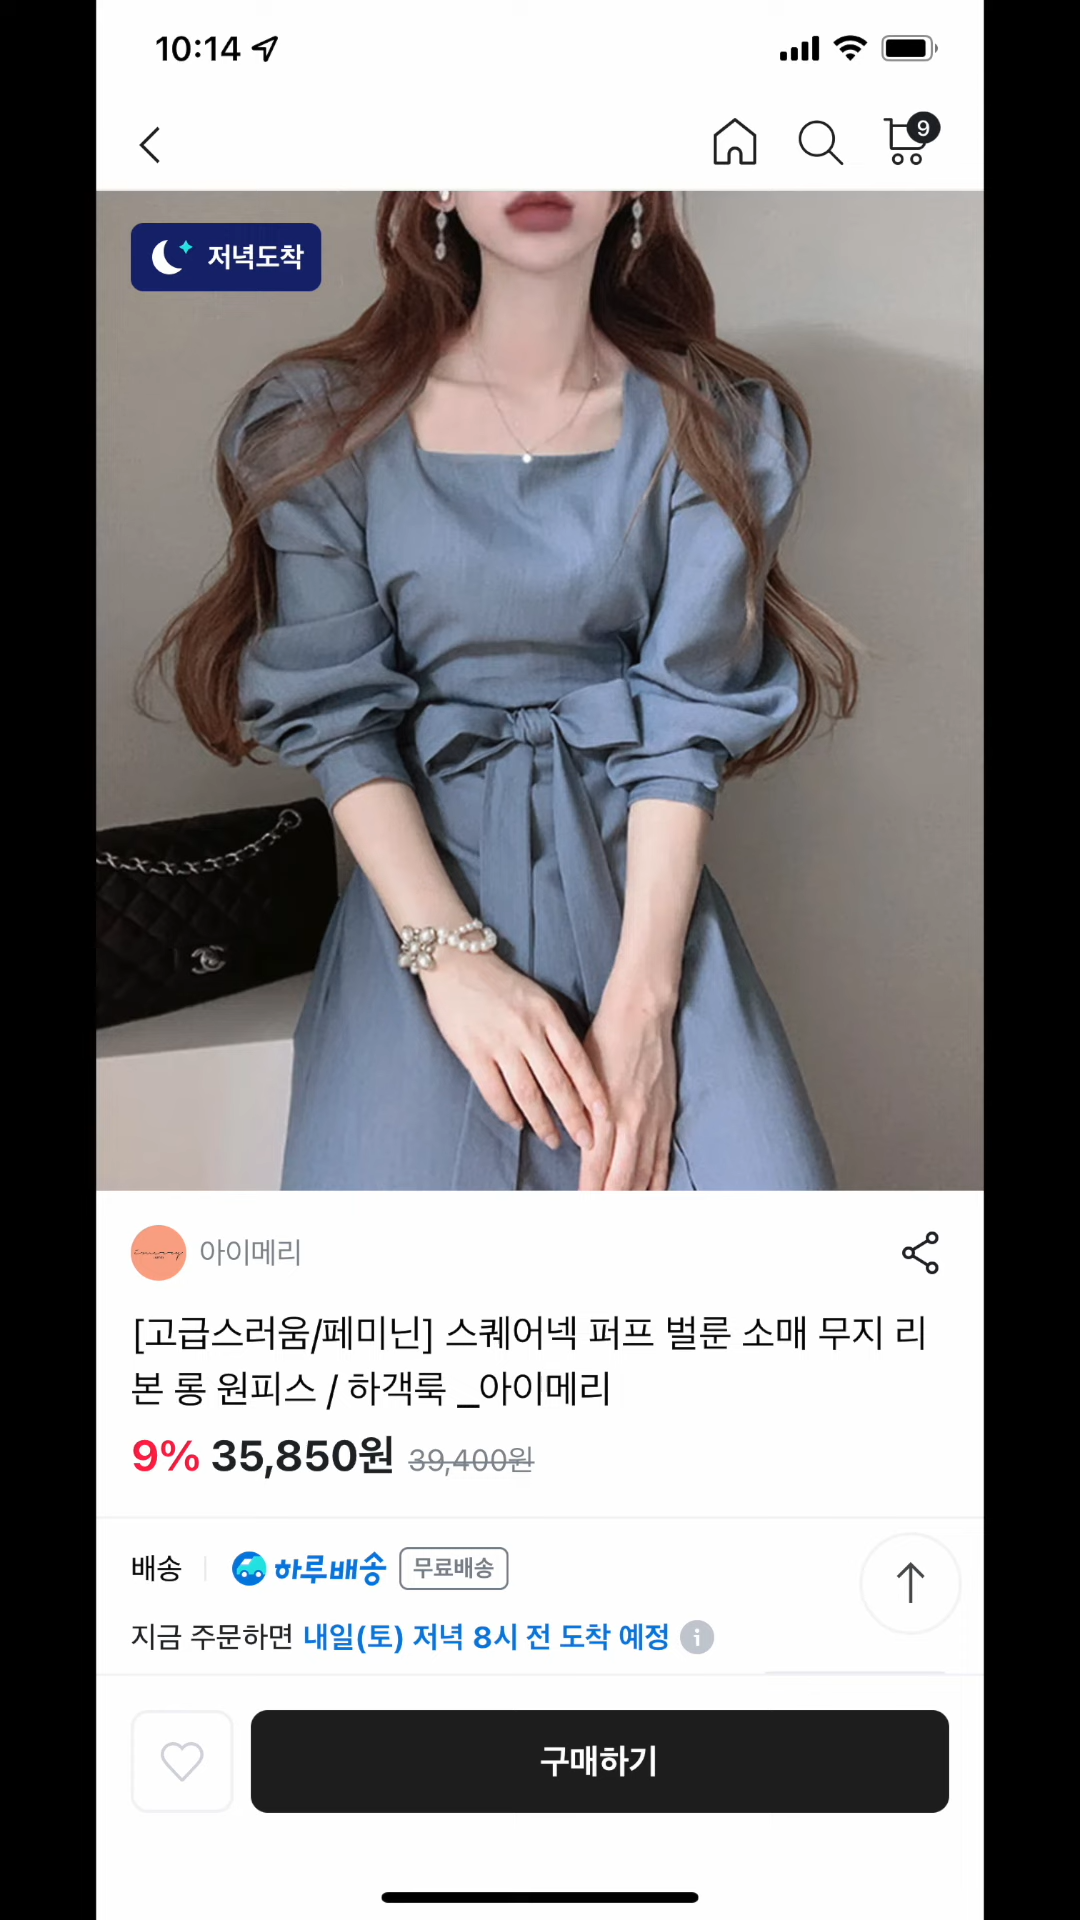 10:14
9
저녁도착
아이메리
[고급스러움/페미닌] 스퀘어넥 퍼프 벌룬 소매 무지 리
본 롱 원피스 / 하객룩 _아이메리
9% 35,850원 39,400원
배송 하루배송 무료배송
지금 주문하면 내일(토) 저녁 8시 전 도착 예정
구매하기